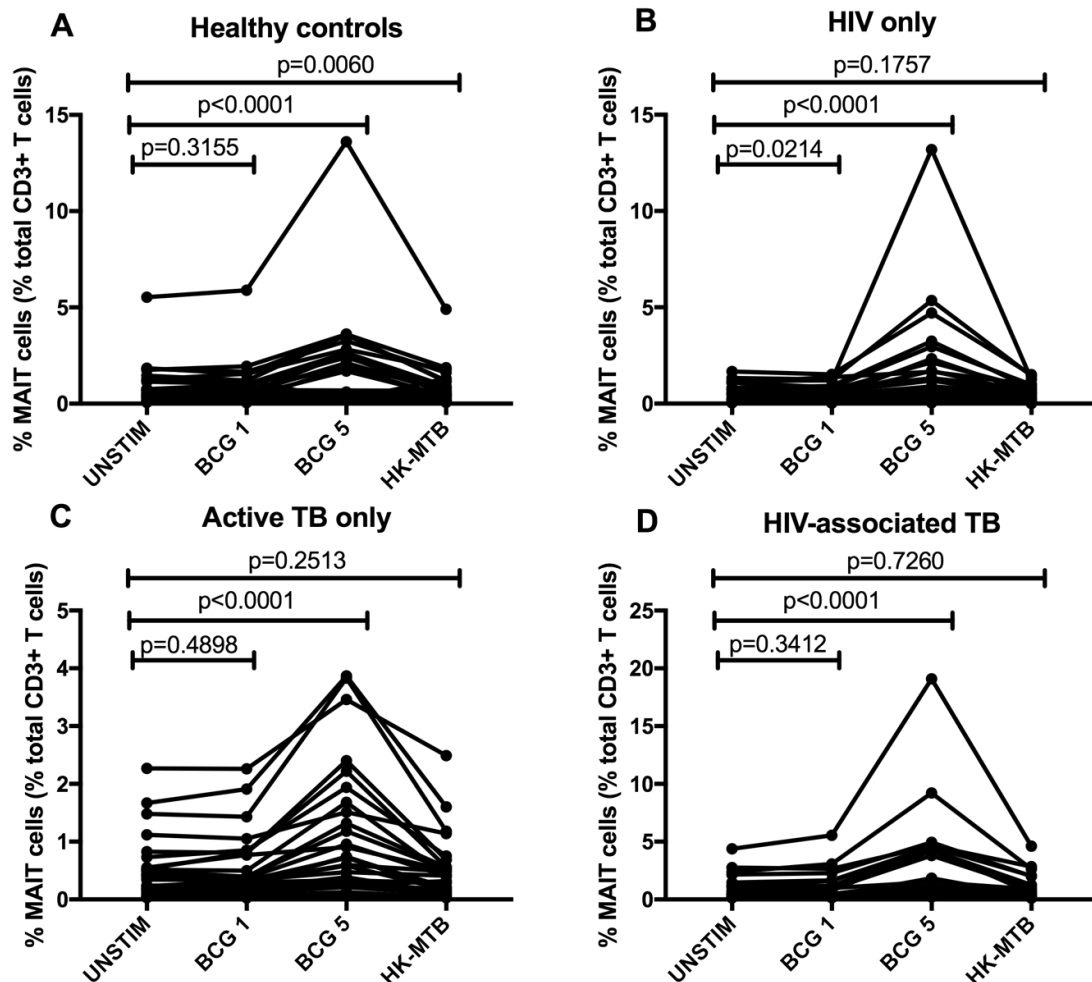 A
Healthy controls
p=0.0060
p<0.0001
p=0.3155
% MAIT cells (% total CD3+ T cells)
15
10
5
0
UNSTIM
BCG 1
BCG 5
HK-MTB
B
HIV only
p=0.1757
p<0.0001
p=0.0214
% MAIT cells (% total CD3+ T cells)
15
10
5
0
UNSTIM
BCG 1
BCG 5
HK-MTB
C
Active TB only
p=0.2513
p<0.0001
p=0.4898
% MAIT cells (% total CD3+ T cells)
5
4
3
2
1
0
UNSTIM
BCG 1
BCG 5
HK-MTB
D
HIV-associated TB
p=0.7260
p<0.0001
p=0.3412
% MAIT cells (% total CD3+ T cells)
25
20
15
10
5
0
UNSTIM
BCG 1
BCG 5
HK-MTB